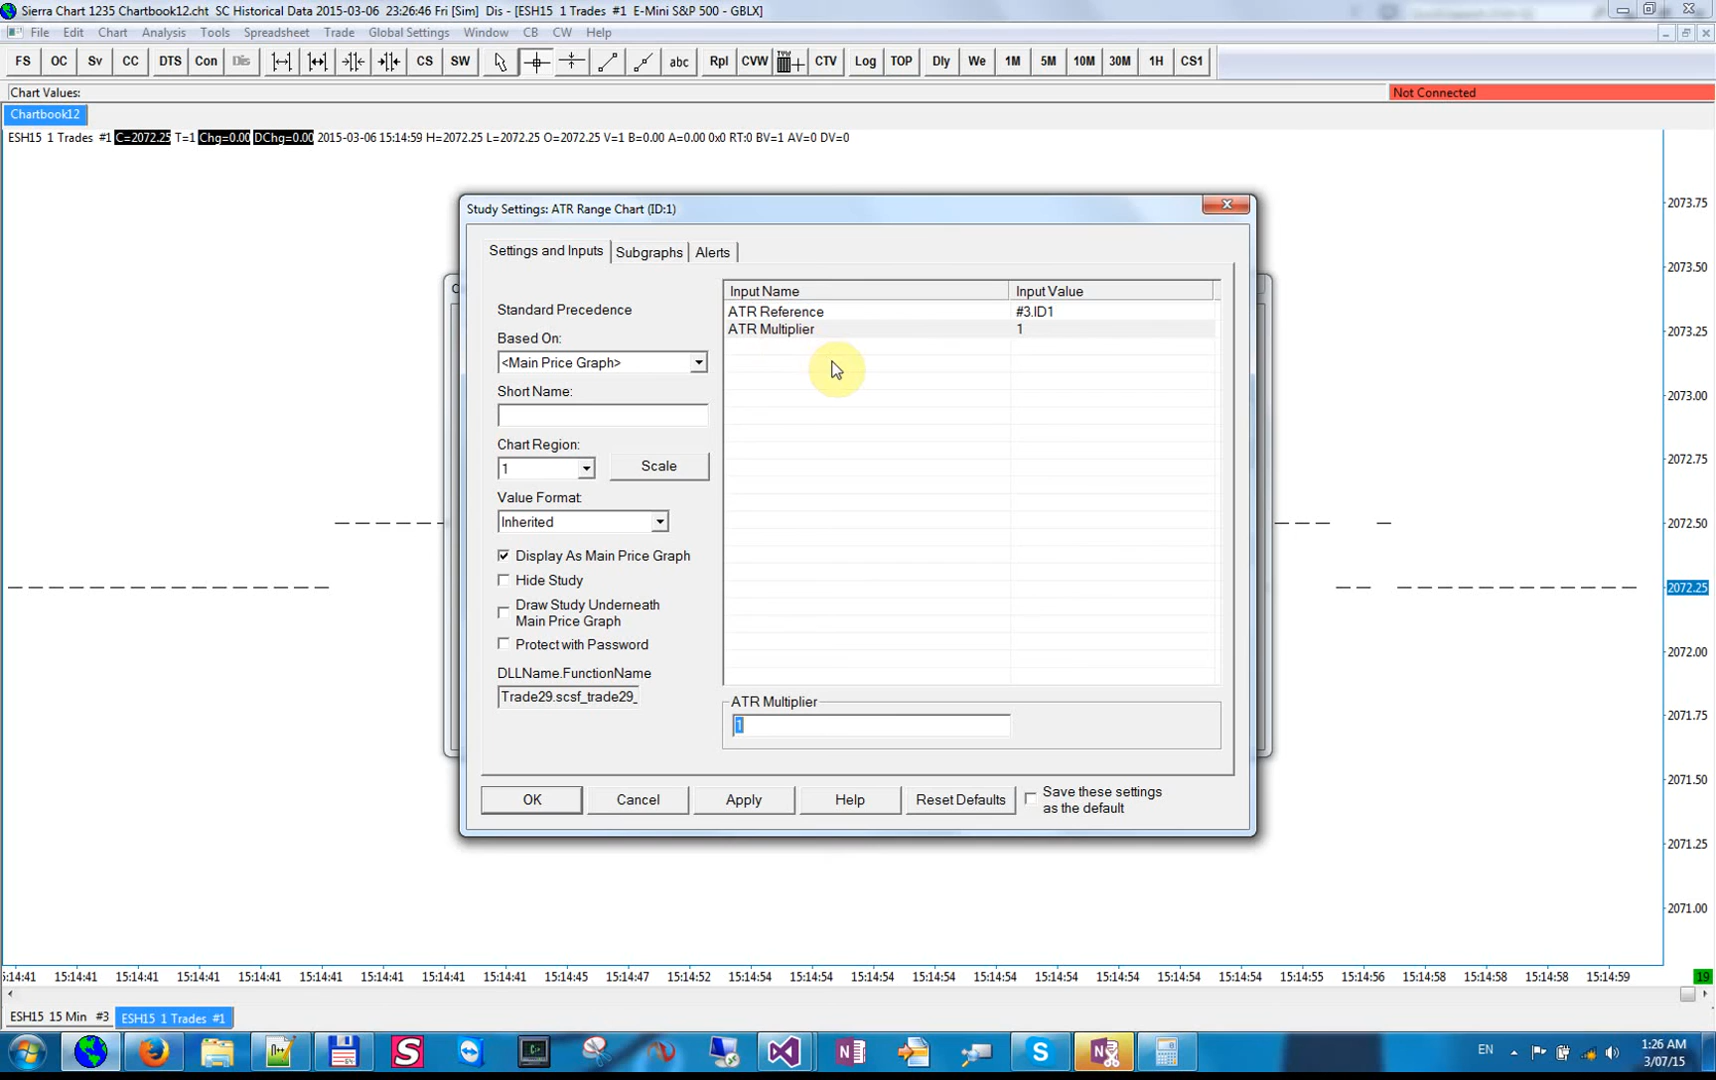 Sierra Chart 1235 Chartbook12.cht SC Historical Data 2015-03-06 23:26:46 Fri [Sim] Dis - [ESH15 1 Trades #1 E-Mini S&P 500 - GBLX]
File Edit Chart Analysis Tools Spreadsheet Trade Global Settings Window CB CW Help
FS OC Sv CC DTS Con Dis CS SW abc Rpl CVW CTV Log TOP Dly We 1M 5M 10M 30M 1H CS1
Chart Values: Not Connected
Chartbook12
ESH15 1 Trades #1 C=2072.25 T=1 Chg=0.00 DChg=0.00 2015-03-06 15:14:59 H=2072.25 L=2072.25 O=2072.25 V=1 B=0.00 A=0.00 0x0 RT:0 BV=1 AV=0 DV=0
Study Settings: ATR Range Chart (ID:1)
Settings and Inputs Subgraphs Alerts
Input Name Input Value
ATR Reference #3.ID1
ATR Multiplier 1
Standard Precedence
Based On:
<Main Price Graph>
Short Name:
Chart Region:
1 Scale
Value Format:
Inherited
Display As Main Price Graph
Hide Study
Draw Study Underneath
Main Price Graph
Protect with Password
DLLName.FunctionName
Trade29.scsf_trade29_
ATR Multiplier
1
OK Cancel Apply Help Reset Defaults Save these settings
as the default
2073.75
2073.50
2073.25
2073.00
2072.75
2072.50
2072.25
2072.00
2071.75
2071.50
2071.25
2071.00
:14:41 15:14:41 15:14:41 15:14:41 15:14:41 15:14:41 15:14:41 15:14:41 15:14:41 15:14:45 15:14:47 15:14:52 15:14:54 15:14:54 15:14:54 15:14:54 15:14:54 15:14:54 15:14:54 15:14:54 15:14:54 15:14:55 15:14:56 15:14:58 15:14:58 15:14:58 15:14:59 19
ESH15 15 Min #3 ESH15 1 Trades #1
EN 1:26 AM
3/07/15